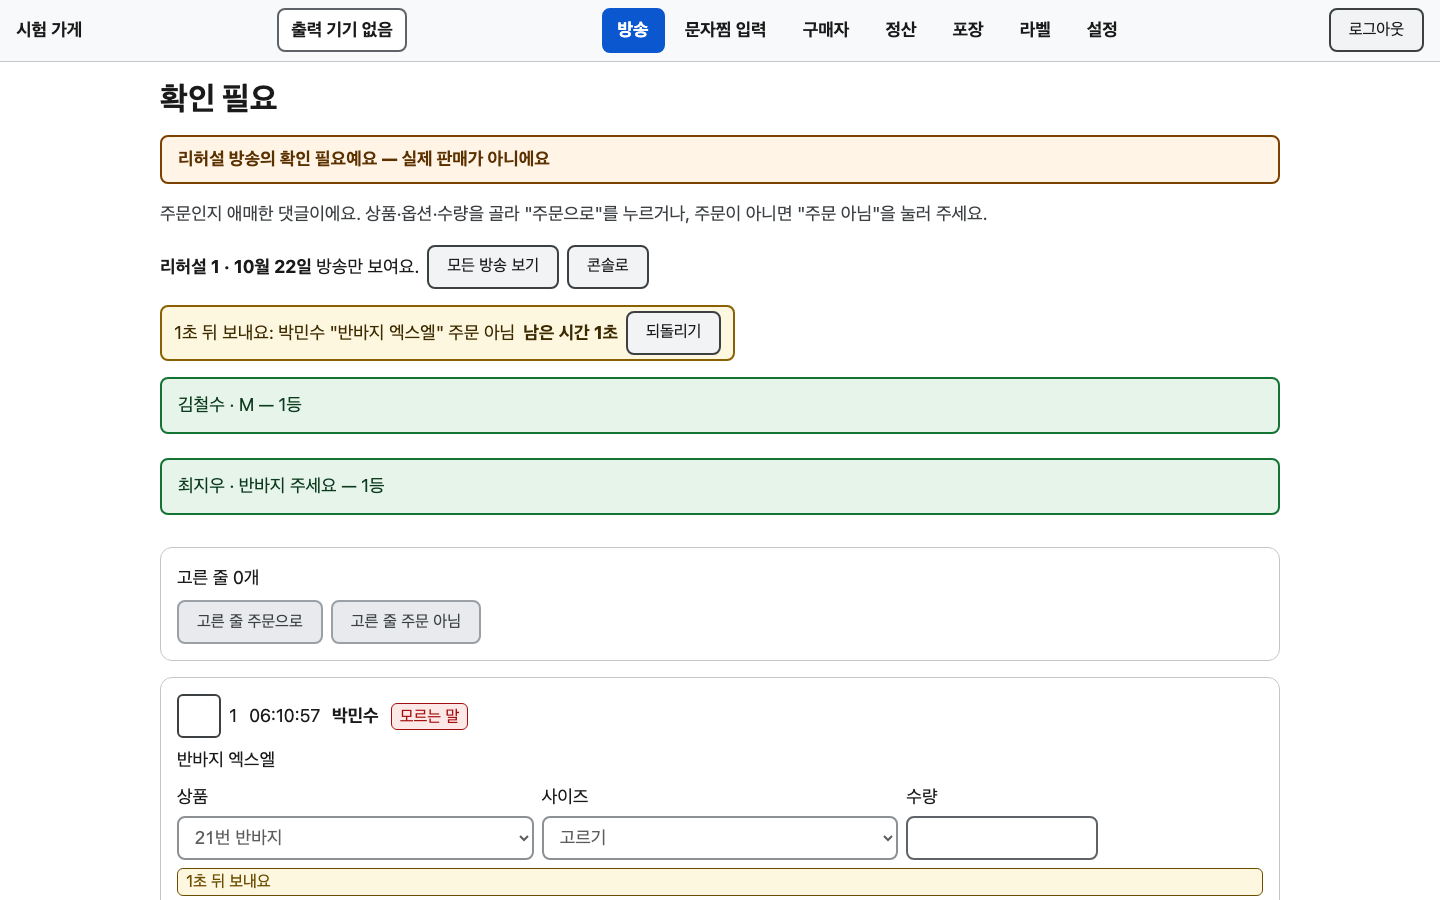 시험 가게
출력 기기 없음
방송 문자찜 입력 구매자 정산 포장 라벨 설정
로그아웃
확인 필요
리허설 방송의 확인 필요예요 — 실제 판매가 아니에요
주문인지 애매한 댓글이에요. 상품·옵션·수량을 골라 "주문으로"를 누르거나, 주문이 아니면 "주문 아님"을 눌러 주세요.
리허설 1 · 10월 22일 방송만 보여요. 모든 방송 보기 콘솔로
1초 뒤 보내요: 박민수 "반바지 엑스엘" 주문 아님 남은 시간 1초 되돌리기
김철수 · M — 1등
최지우 · 반바지 주세요 — 1등
고른 줄 0개
고른 줄 주문으로 고른 줄 주문 아님
1 06:10:57 박민수 모르는 말
반바지 엑스엘
상품 사이즈 수량
21번 반바지 고르기
1초 뒤 보내요